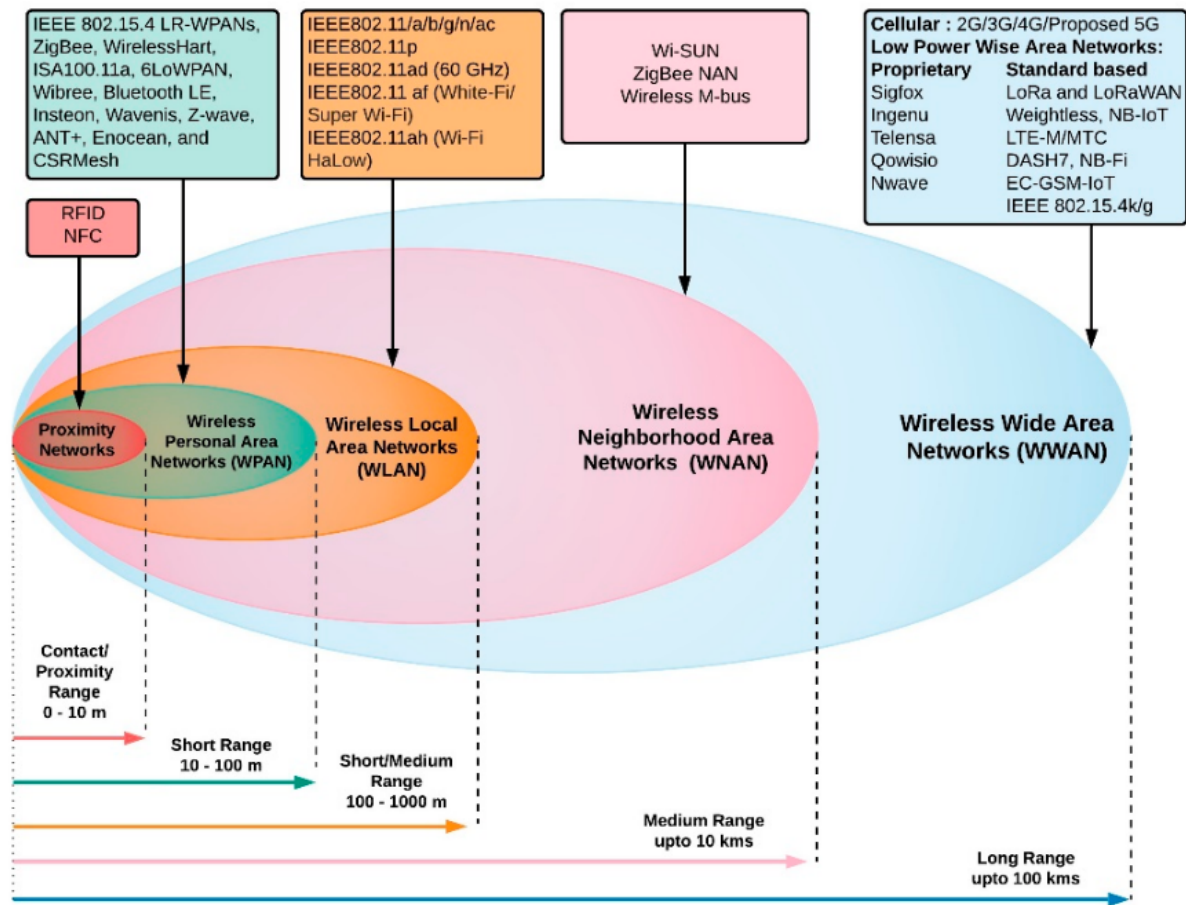 IEEE 802.15.4 LR-WPANs,
ZigBee, WirelessHart,
ISA100.11a, 6LoWPAN,
Wibree, Bluetooth LE,
Insteon, Wavenis, Z-wave,
ANT+, Enocean, and
CSRMesh
IEEE802.11/a/b/g/n/ac
IEEE802.11p
IEEE802.11ad (60 GHz)
IEEE802.11 af (White-Fi/
Super Wi-Fi)
IEEE802.11ah (Wi-Fi
HaLow)
Wi-SUN
ZigBee NAN
Wireless M-bus
Cellular : 2G/3G/4G/Proposed 5G
Low Power Wise Area Networks:
Proprietary Standard based
Sigfox LoRa and LoRaWAN
Ingenu Weightless, NB-IoT
Telensa LTE-M/MTC
Qowisio DASH7, NB-Fi
Nwave EC-GSM-IoT
IEEE 802.15.4k/g
RFID
NFC
Proximity
Networks
Wireless
Personal Area
Networks (WPAN)
Wireless Local
Area Networks
(WLAN)
Wireless
Neighborhood Area
Networks (WNAN)
Wireless Wide Area
Networks (WWAN)
Contact/
Proximity
Range
0 - 10 m
Short Range
10 - 100 m
Short/Medium
Range
100 - 1000 m
Medium Range
upto 10 kms
Long Range
upto 100 kms